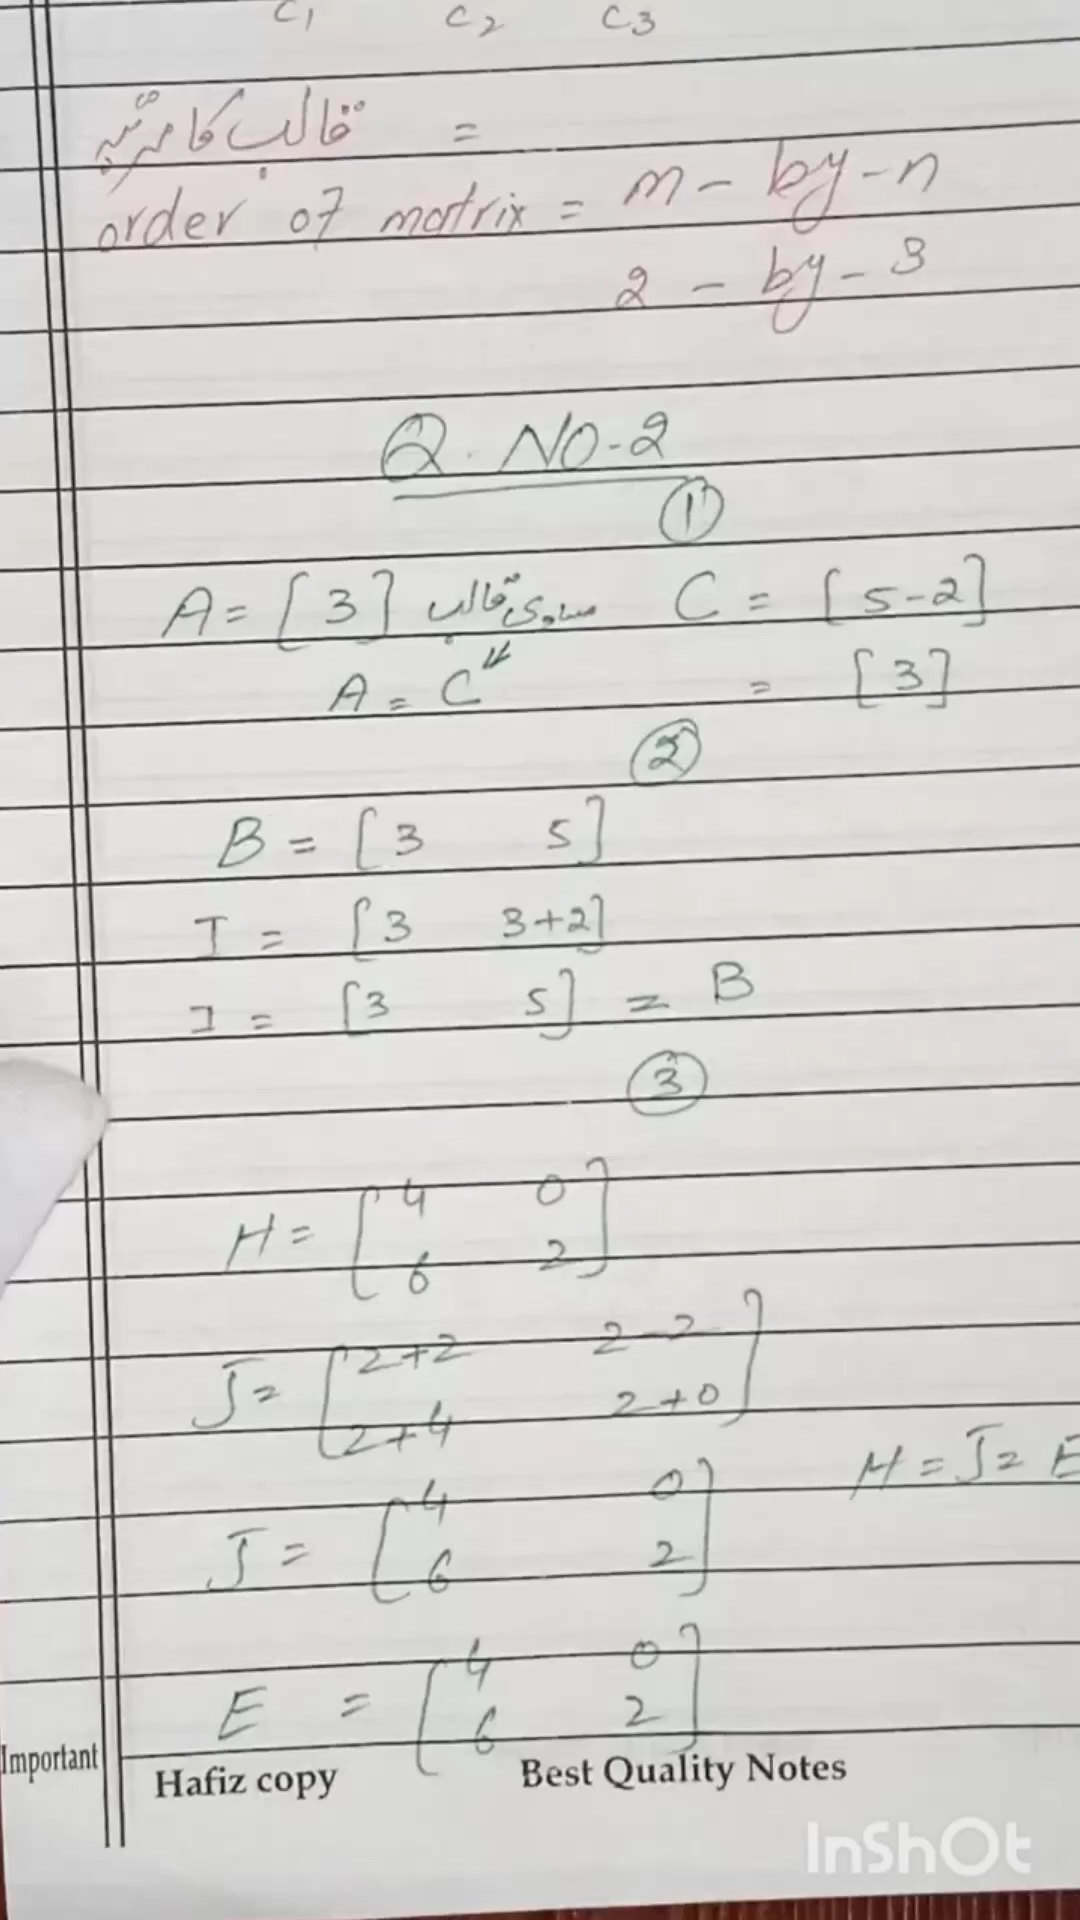 C1 C2 C3
قالب کا مرتبہ =
order of matrix = m - by - n
2 - by - 3
Q. NO-2
①
A = [3] مساوی قالب C = [5-2]
A = C = [3]
②
B = [3 5]
I = [3 3+2]
I = [3 5] = B
③
H = [4 0
6 2]
J = [2+2 2-2
2+4 2+0]
H = J = E
J = [4 0
6 2]
E = [4 0
6 2]
Important
Hafiz copy Best Quality Notes
InShOt